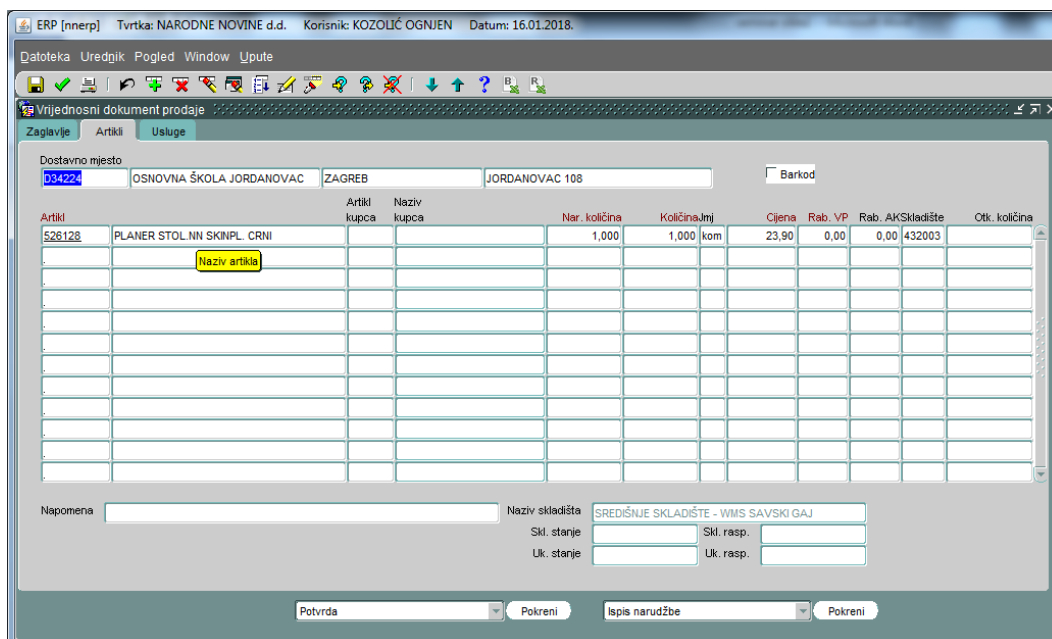 ERP [nnerp] Tvrtka: NARODNE NOVINE d.d. Korisnik: KOZOLIĆ OGNJEN Datum: 16.01.2018.
Datoteka Urednik Pogled Window Upute
Vrijednosni dokument prodaje
Zaglavlje Artikli Usluge
Dostavno mjesto
D34224 OSNOVNA ŠKOLA JORDANOVAC ZAGREB JORDANOVAC 108 Barkod
Artikl Naziv
Artikl kupca kupca Nar. količina Količina Jmj Cijena Rab. VP Rab. AK Skladište Otk. količina
526128 PLANER STOL.NN SKINPL. CRNI 1,000 1,000 kom 23,90 0,00 0,00 432003
Naziv artikla
Napomena Naziv skladišta SREDIŠNJE SKLADIŠTE - WMS SAVSKI GAJ
Skl. stanje Skl. rasp.
Uk. stanje Uk. rasp.
Potvrda Pokreni Ispis narudžbe Pokreni